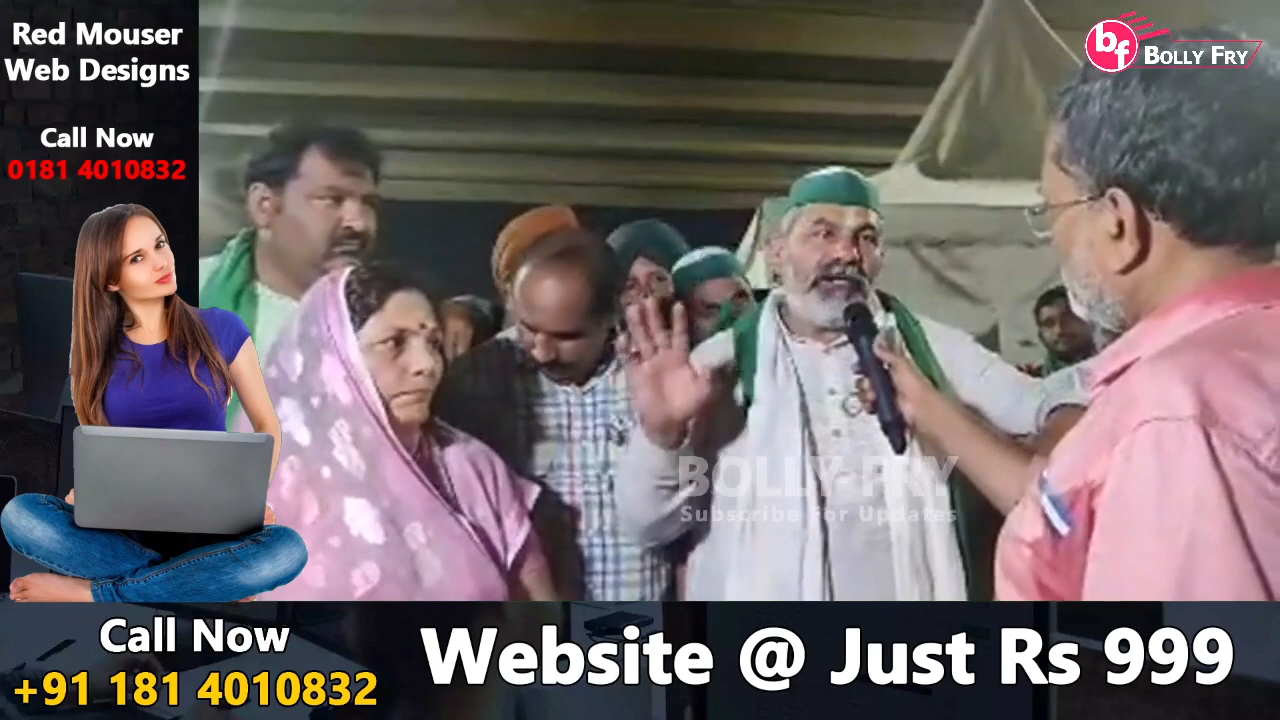 Red Mouser
Web Designs
Call Now
0181 4010832
bf BOLLY FRY
BOLLY FRY
Subscribe For Updates
Call Now
+91 181 4010832
Website @ Just Rs 999